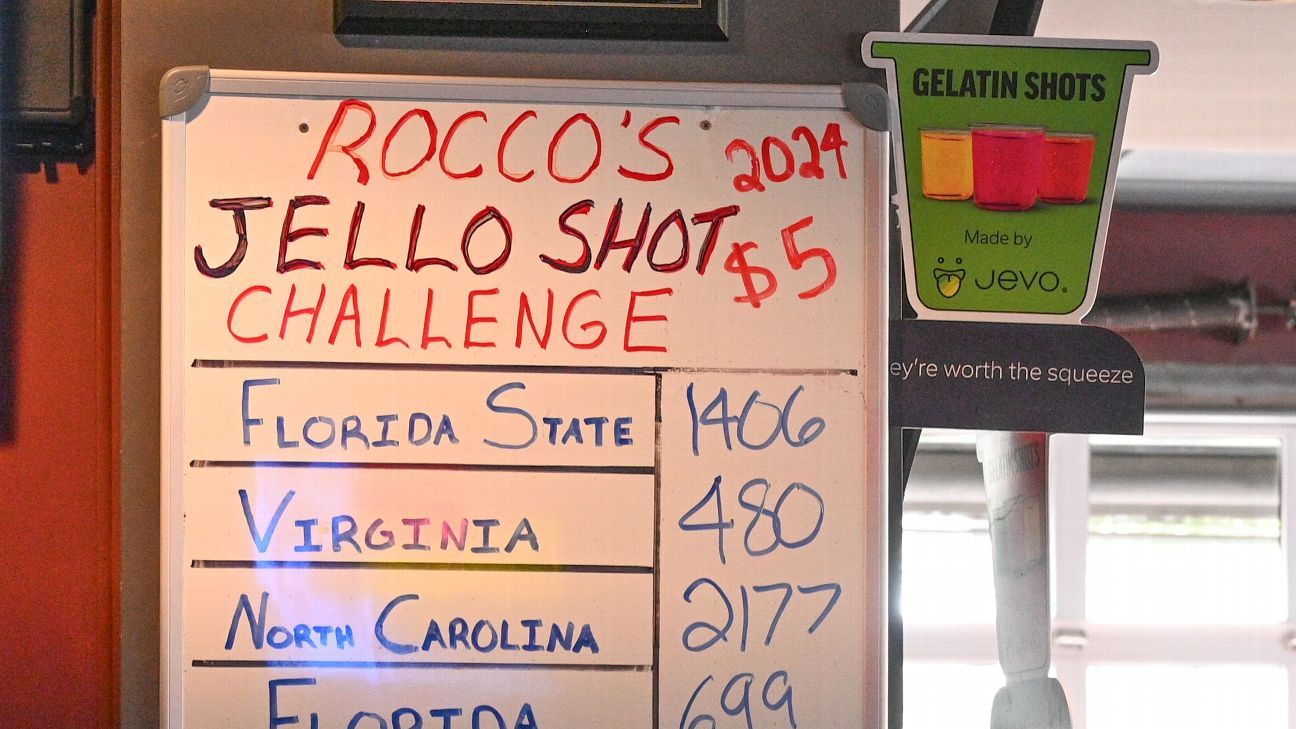 ROCCO'S 2024
JELLO SHOT $5
CHALLENGE
FLORIDA STATE 1406
VIRGINIA 480
NORTH CAROLINA 2177
FLORIDA 699
GELATIN SHOTS
Made by
Jevo.
ey're worth the squeeze